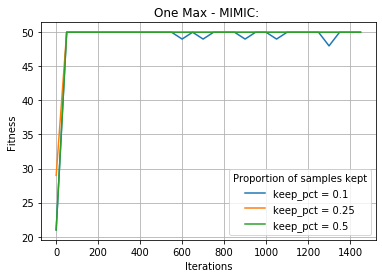 One Max - MIMIC:
Fitness
50
45
40
35
30
25
20
Proportion of samples kept
keep_pct = 0.1
keep_pct = 0.25
keep_pct = 0.5
0
200
400
600
800
1000
1200
1400
Iterations